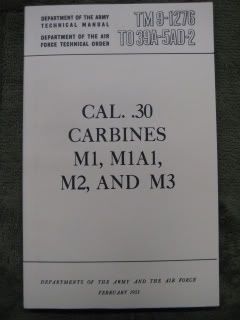 DEPARTMENT OF THE ARMY
TECHNICAL MANUAL
TM 9-1276
DEPARTMENT OF THE AIR
FORCE TECHNICAL ORDER
TO 39A-5AD-2
CAL. .30
CARBINES
M1, M1A1,
M2, AND M3
DEPARTMENTS OF THE ARMY AND THE AIR FORCE
FEBRUARY 1953